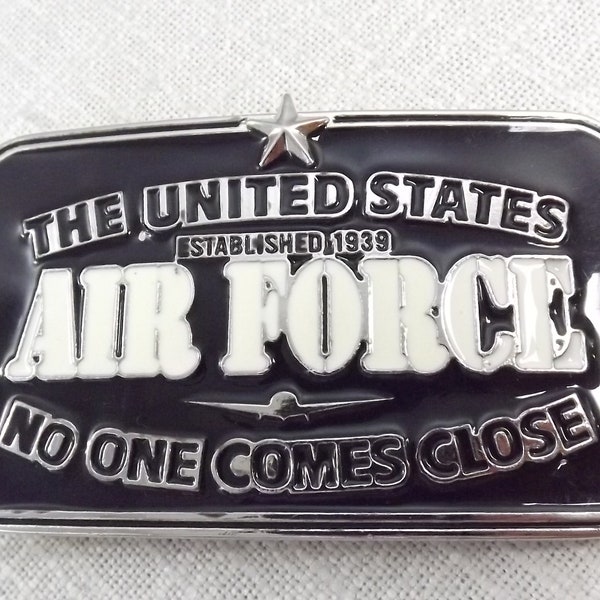 THE UNITED STATES
ESTABLISHED 1939
AIR FORCE
NO ONE COMES CLOSE